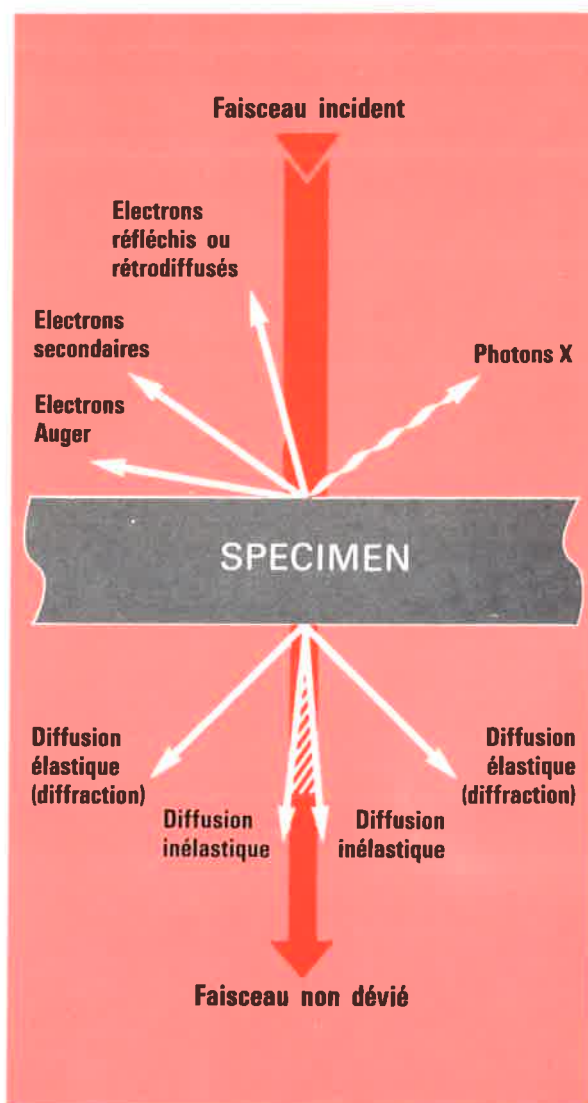 Faisceau incident
Electrons
réfléchis ou
rétrodiffusés
Electrons
secondaires
Photons X
Electrons
Auger
SPECIMEN
Diffusion
élastique
(diffraction)
Diffusion
élastique
(diffraction)
Diffusion
inélastique
Diffusion
inélastique
Faisceau non dévié